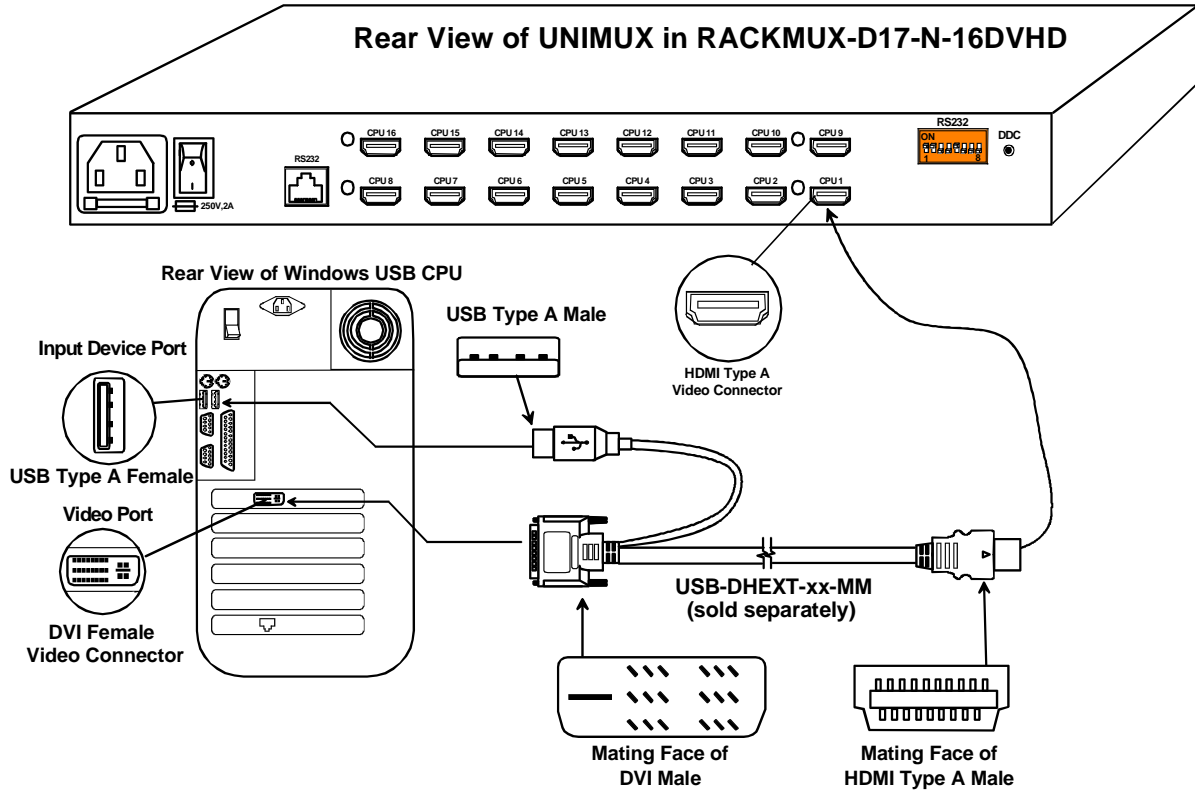 Rear View of UNIMUX in RACKMUX-D17-N-16DVHD
RS232
ON
1 8
DDC
CPU 16 CPU 15 CPU 14 CPU 13 CPU 12 CPU 11 CPU 10 CPU 9
RS232
CPU 8 CPU 7 CPU 6 CPU 5 CPU 4 CPU 3 CPU 2 CPU 1
250V,2A
Rear View of Windows USB CPU
USB Type A Male
Input Device Port
HDMI Type A
Video Connector
USB Type A Female
Video Port
USB-DHEXT-xx-MM
(sold separately)
DVI Female
Video Connector
Mating Face of
DVI Male
Mating Face of
HDMI Type A Male